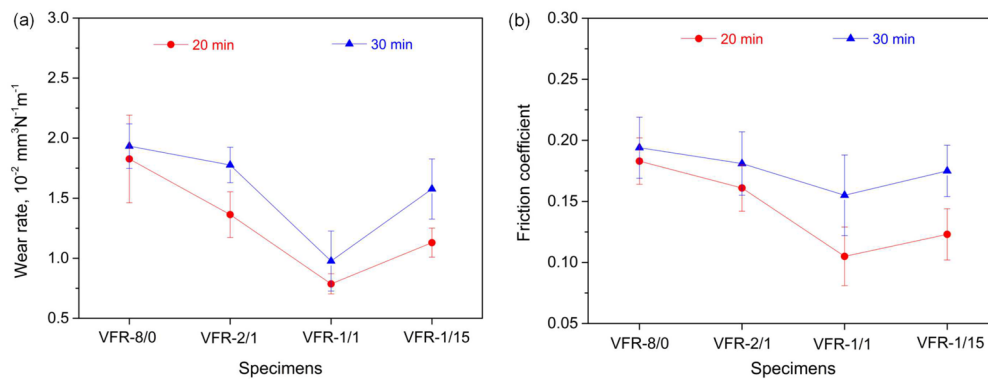 (a)
3.0
2.5
2.0
1.5
1.0
0.5
Wear rate, 10⁻² mm³N⁻¹m⁻¹
20 min
30 min
VFR-8/0 VFR-2/1 VFR-1/1 VFR-1/15
Specimens
(b)
0.30
0.25
0.20
0.15
0.10
0.05
Friction coefficient
20 min
30 min
VFR-8/0 VFR-2/1 VFR-1/1 VFR-1/15
Specimens